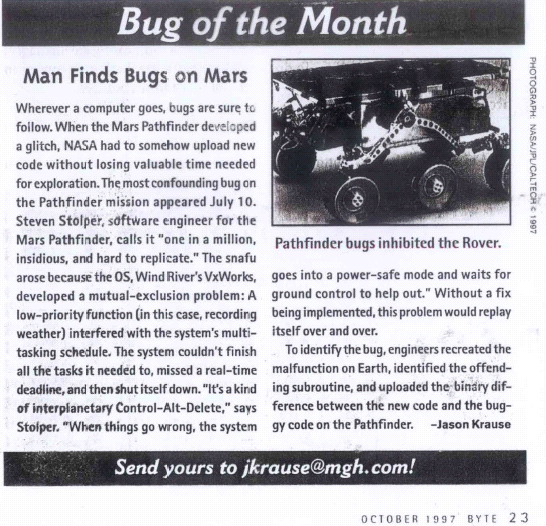 Bug of the Month
Man Finds Bugs on Mars
Wherever a computer goes, bugs are sure to
follow. When the Mars Pathfinder developed
a glitch, NASA had to somehow upload new
code without losing valuable time needed
for exploration. The most confounding bug on
the Pathfinder mission appeared July 10.
Steven Stolper, software engineer for the
Mars Pathfinder, calls it "one in a million,
insidious, and hard to replicate." The snafu
arose because the OS, Wind River's VxWorks,
developed a mutual-exclusion problem: A
low-priority function (in this case, recording
weather) interfered with the system's multi-
tasking schedule. The system couldn't finish
all the tasks it needed to, missed a real-time
deadline, and then shut itself down. "It's a kind
of interplanetary Control-Alt-Delete," says
Stolper. "When things go wrong, the system
PHOTOGRAPH: NASA/JPL/CALTECH © 1997
Pathfinder bugs inhibited the Rover.
goes into a power-safe mode and waits for
ground control to help out." Without a fix
being implemented, this problem would replay
itself over and over.
To identify the bug, engineers recreated the
malfunction on Earth, identified the offend-
ing subroutine, and uploaded the binary dif-
ference between the new code and the bug-
gy code on the Pathfinder. –Jason Krause
Send yours to jkrause@mgh.com!
OCTOBER 1997 BYTE 23